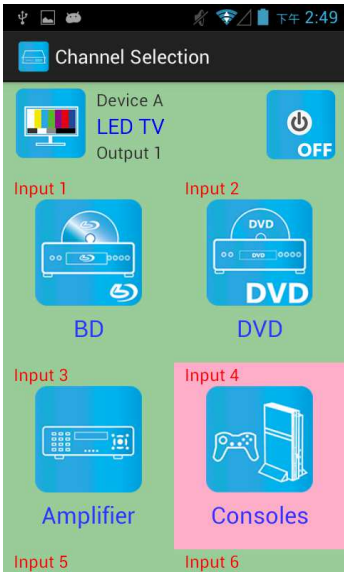 下午 2:49
Channel Selection
Device A
LED TV
Output 1
OFF
Input 1
Input 2
DVD
DVD
DVD
BD
DVD
Input 3
Input 4
Amplifier
Consoles
Input 5
Input 6